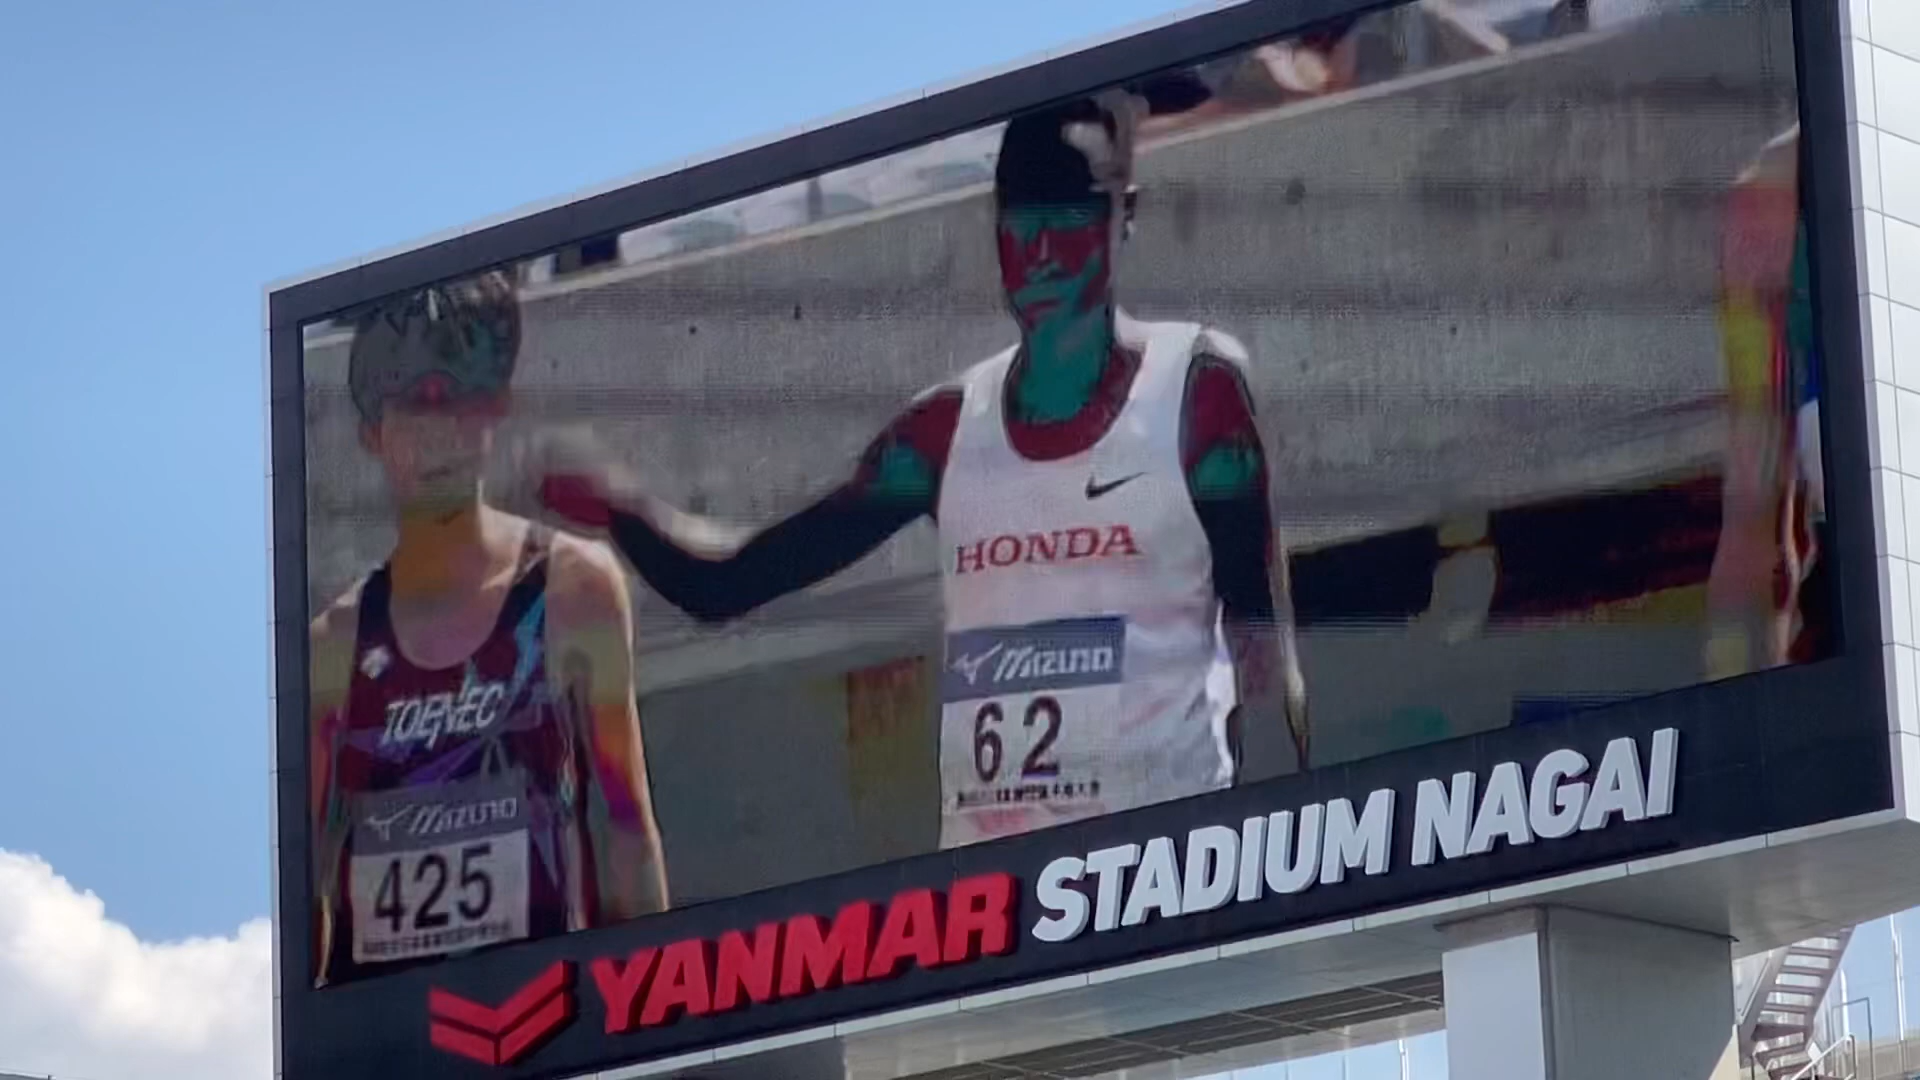 HONDA
MIZUNO
62
TOENEC
MIZUNO
425
YANMAR STADIUM NAGAI